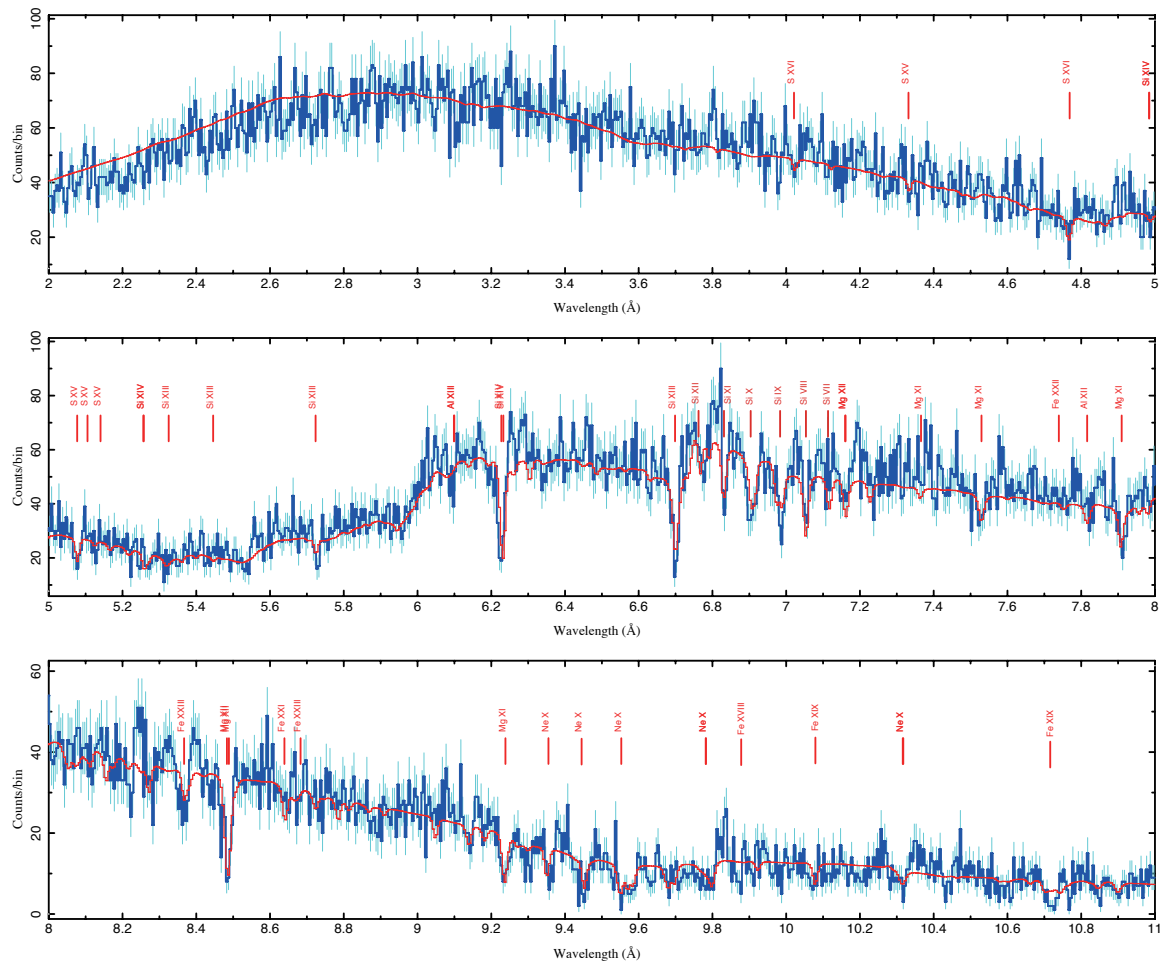 Counts/bin
100
80
60
40
20
S XVI
S XV
S XVI
Si XIV
2
2.2
2.4
2.6
2.8
3
3.2
3.4
3.6
3.8
4
4.2
4.4
4.6
4.8
5
Wavelength (Å)
Counts/bin
100
80
60
40
20
S XV
S XV
S XV
Si XIV
Si XIII
Si XIII
Si XIII
Al XIII
Si XIV
Si XIII
Si XII
Si XI
Si X
Si IX
Si VIII
Si VII
Mg XII
Mg XI
Mg XI
Fe XXII
Al XII
Mg XI
5
5.2
5.4
5.6
5.8
6
6.2
6.4
6.6
6.8
7
7.2
7.4
7.6
7.8
8
Wavelength (Å)
Counts/bin
60
40
20
0
Fe XXIII
Mg XII
Fe XXI
Fe XXIII
Mg XI
Ne X
Ne X
Ne X
Ne X
Fe XVIII
Fe XIX
Ne X
Fe XIX
8
8.2
8.4
8.6
8.8
9
9.2
9.4
9.6
9.8
10
10.2
10.4
10.6
10.8
11
Wavelength (Å)